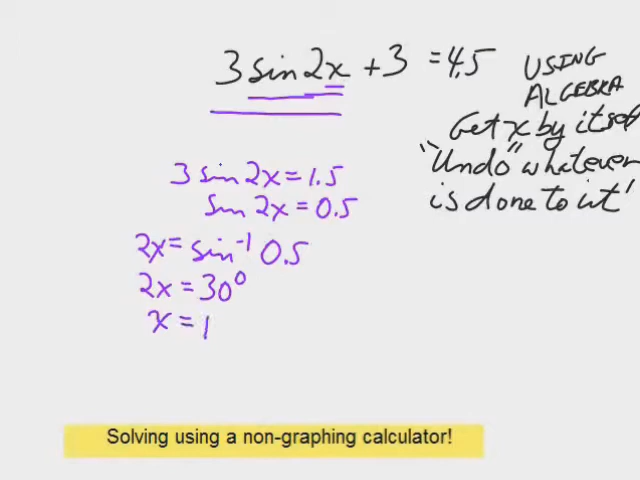 3 sin 2x + 3 = 4.5
USING
ALGEBRA
Get x by itself
"Undo" whatever
is done to it'
3 sin 2x = 1.5
sin 2x = 0.5
2x = sin⁻¹ 0.5
2x = 30⁰
x = 1
Solving using a non-graphing calculator!